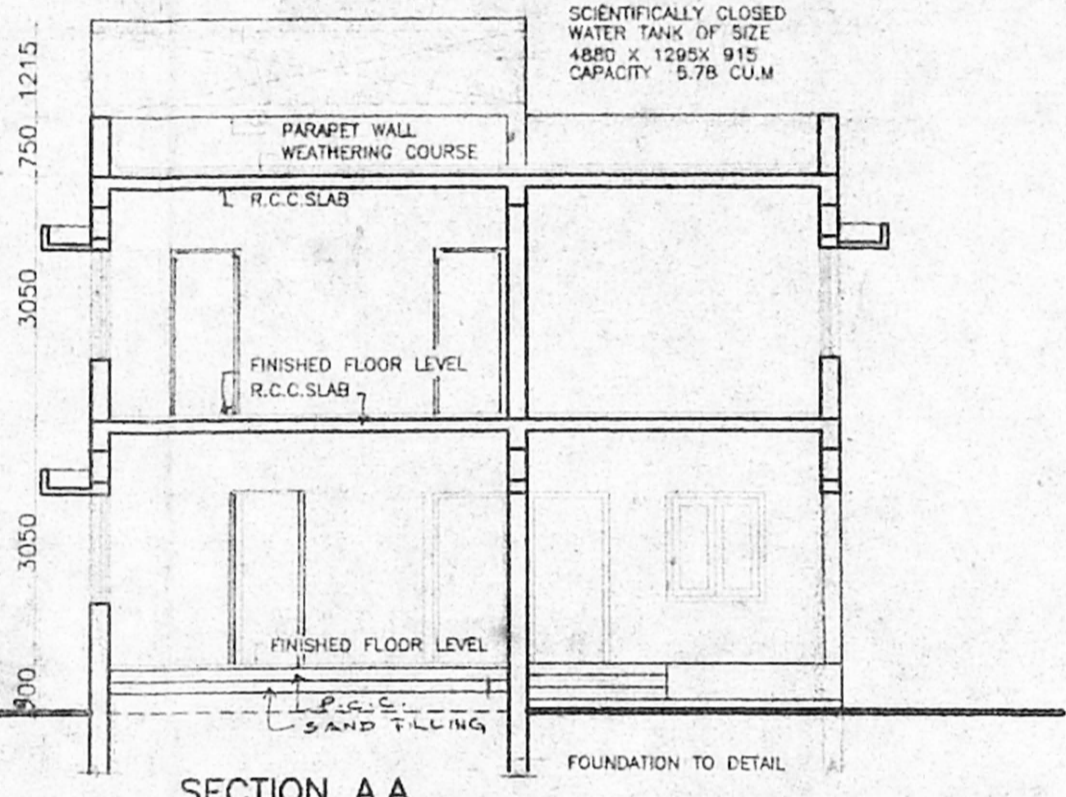 SCIENTIFICALLY CLOSED
WATER TANK OF SIZE
4880 X 1295X 915
CAPACITY 5.78 CU.M
1215
750
PARAPET WALL
WEATHERING COURSE
R.C.C.SLAB
3050
FINISHED FLOOR LEVEL
R.C.C.SLAB
3050
FINISHED FLOOR LEVEL
900
P.C.C.
SAND FILLING
FOUNDATION TO DETAIL
SECTION A.A